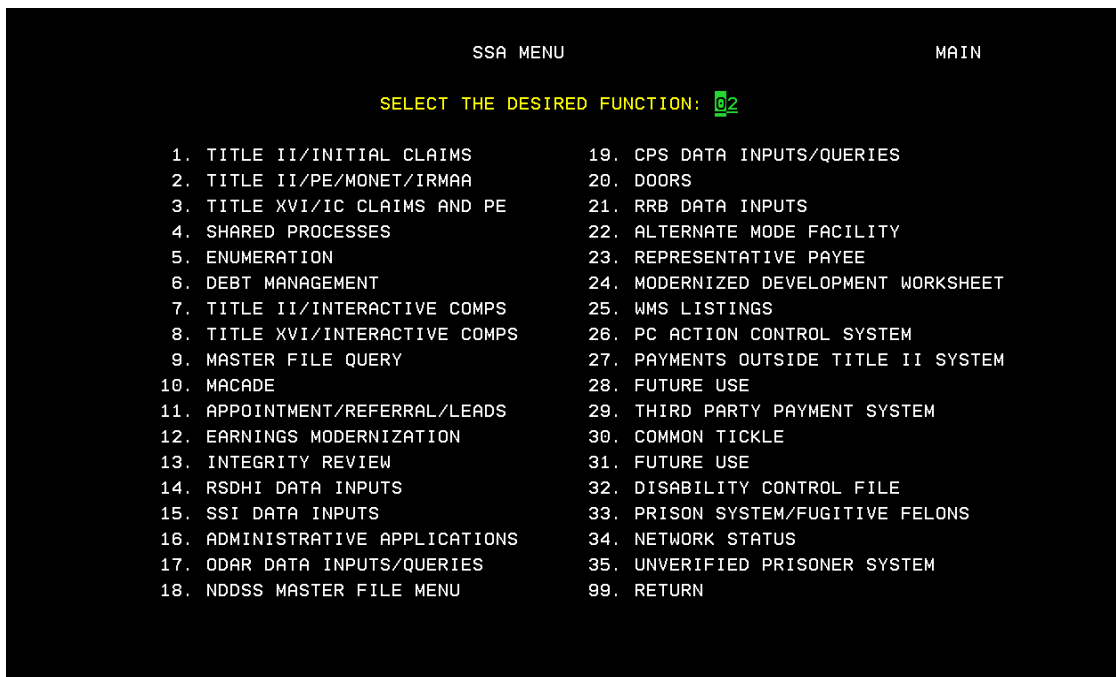 SSA MENU MAIN
SELECT THE DESIRED FUNCTION: 02
1. TITLE II/INITIAL CLAIMS 19. CPS DATA INPUTS/QUERIES
2. TITLE II/PE/MONET/IRMAA 20. DOORS
3. TITLE XVI/IC CLAIMS AND PE 21. RRB DATA INPUTS
4. SHARED PROCESSES 22. ALTERNATE MODE FACILITY
5. ENUMERATION 23. REPRESENTATIVE PAYEE
6. DEBT MANAGEMENT 24. MODERNIZED DEVELOPMENT WORKSHEET
7. TITLE II/INTERACTIVE COMPS 25. WMS LISTINGS
8. TITLE XVI/INTERACTIVE COMPS 26. PC ACTION CONTROL SYSTEM
9. MASTER FILE QUERY 27. PAYMENTS OUTSIDE TITLE II SYSTEM
10. MACADE 28. FUTURE USE
11. APPOINTMENT/REFERRAL/LEADS 29. THIRD PARTY PAYMENT SYSTEM
12. EARNINGS MODERNIZATION 30. COMMON TICKLE
13. INTEGRITY REVIEW 31. FUTURE USE
14. RSDHI DATA INPUTS 32. DISABILITY CONTROL FILE
15. SSI DATA INPUTS 33. PRISON SYSTEM/FUGITIVE FELONS
16. ADMINISTRATIVE APPLICATIONS 34. NETWORK STATUS
17. ODAR DATA INPUTS/QUERIES 35. UNVERIFIED PRISONER SYSTEM
18. NDDSS MASTER FILE MENU 99. RETURN